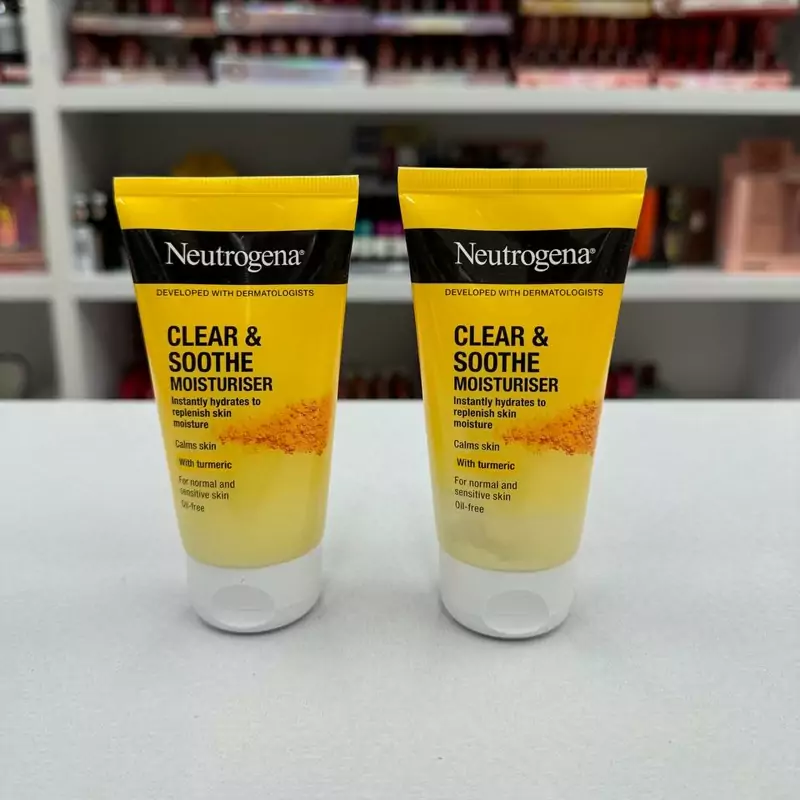 Neutrogena®
DEVELOPED WITH DERMATOLOGISTS
CLEAR &
SOOTHE
MOISTURISER
Instantly hydrates to
replenish skin
moisture
Calms skin
With turmeric
For normal and
sensitive skin
Oil-free
Neutrogena®
DEVELOPED WITH DERMATOLOGISTS
CLEAR &
SOOTHE
MOISTURISER
Instantly hydrates to
replenish skin
moisture
Calms skin
With turmeric
For normal and
sensitive skin
Oil-free